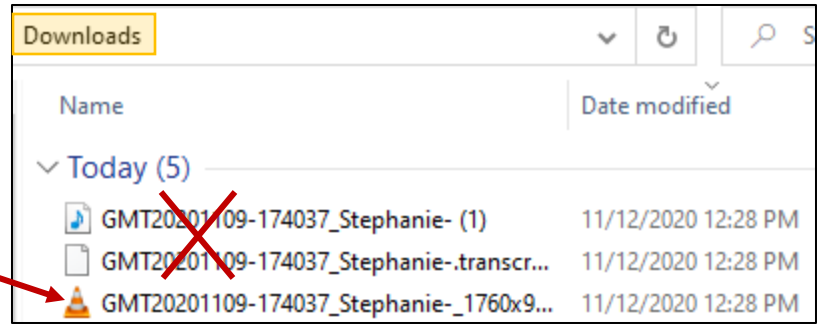 Downloads
S
Name Date modified
Today (5)
GMT20201109-174037_Stephanie- (1) 11/12/2020 12:28 PM
GMT20201109-174037_Stephanie-.transcr... 11/12/2020 12:28 PM
GMT20201109-174037_Stephanie-_1760x9... 11/12/2020 12:28 PM